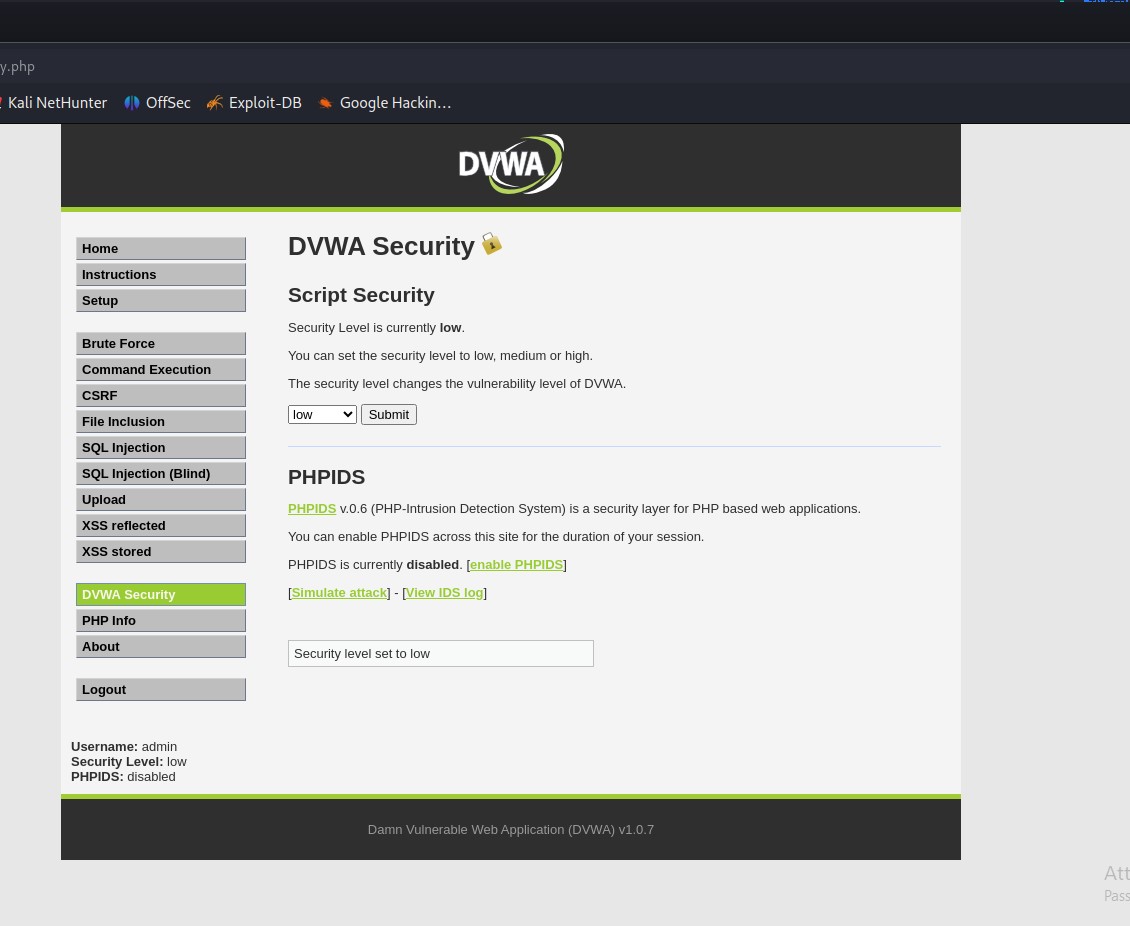 y.php
Kali NetHunter OffSec Exploit-DB Google Hackin...
DVWA
Home
Instructions
Setup
Brute Force
Command Execution
CSRF
File Inclusion
SQL Injection
SQL Injection (Blind)
Upload
XSS reflected
XSS stored
DVWA Security
PHP Info
About
Logout
DVWA Security
Script Security
Security Level is currently low.
You can set the security level to low, medium or high.
The security level changes the vulnerability level of DVWA.
low Submit
PHPIDS
PHPIDS v.0.6 (PHP-Intrusion Detection System) is a security layer for PHP based web applications.
You can enable PHPIDS across this site for the duration of your session.
PHPIDS is currently disabled. [enable PHPIDS]
[Simulate attack] - [View IDS log]
Security level set to low
Username: admin
Security Level: low
PHPIDS: disabled
Damn Vulnerable Web Application (DVWA) v1.0.7
Att
Pass